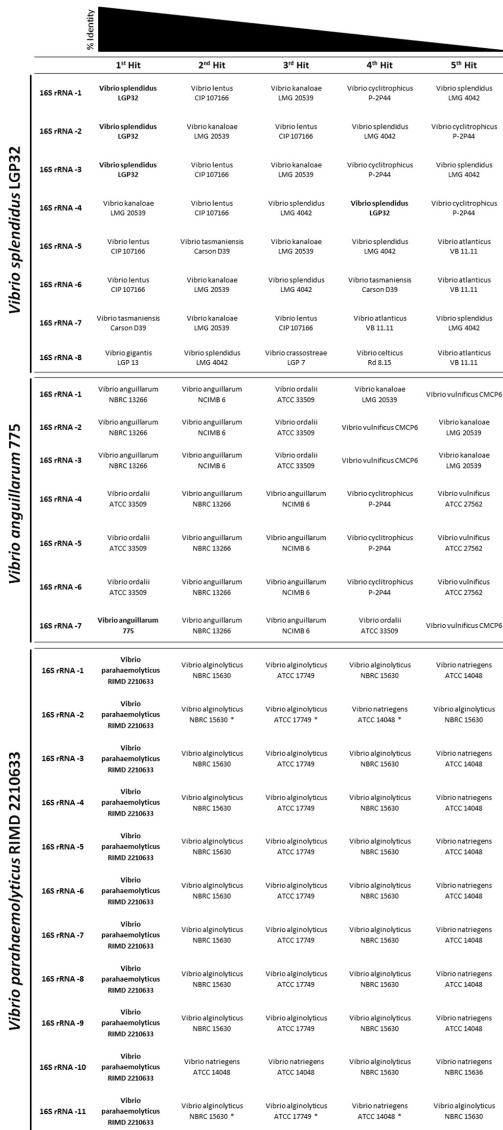 % Identity
1st Hit 2nd Hit 3rd Hit 4th Hit 5th Hit
Vibrio splendidus LGP32
16S rRNA -1 Vibrio splendidus LGP32 Vibrio lentus CIP 107166 Vibrio kanaloae LMG 20539 Vibrio cyclitrophicus P-2P44 Vibrio splendidus LMG 4042
16S rRNA -2 Vibrio splendidus LGP32 Vibrio kanaloae LMG 20539 Vibrio lentus CIP 107166 Vibrio splendidus LMG 4042 Vibrio cyclitrophicus P-2P44
16S rRNA -3 Vibrio splendidus LGP32 Vibrio lentus CIP 107166 Vibrio kanaloae LMG 20539 Vibrio cyclitrophicus P-2P44 Vibrio splendidus LMG 4042
16S rRNA -4 Vibrio kanaloae LMG 20539 Vibrio lentus CIP 107166 Vibrio splendidus LMG 4042 Vibrio splendidus LGP32 Vibrio cyclitrophicus P-2P44
16S rRNA -5 Vibrio lentus CIP 107166 Vibrio tasmaniensis Carson D39 Vibrio kanaloae LMG 20539 Vibrio splendidus LMG 4042 Vibrio atlanticus VB 11.11
16S rRNA -6 Vibrio lentus CIP 107166 Vibrio kanaloae LMG 20539 Vibrio splendidus LMG 4042 Vibrio tasmaniensis Carson D39 Vibrio atlanticus VB 11.11
16S rRNA -7 Vibrio tasmaniensis Carson D39 Vibrio kanaloae LMG 20539 Vibrio lentus CIP 107166 Vibrio atlanticus VB 11.11 Vibrio splendidus LMG 4042
16S rRNA -8 Vibrio gigantis LGP 13 Vibrio splendidus LMG 4042 Vibrio crassostreae LGP 7 Vibrio celticus Rd 8.15 Vibrio atlanticus VB 11.11
Vibrio anguillarum 775
16S rRNA -1 Vibrio anguillarum NBRC 13266 Vibrio anguillarum NCIMB 6 Vibrio ordalii ATCC 33509 Vibrio kanaloae LMG 20539 Vibrio vulnificus CMCP6
16S rRNA -2 Vibrio anguillarum NBRC 13266 Vibrio anguillarum NCIMB 6 Vibrio ordalii ATCC 33509 Vibrio vulnificus CMCP6 Vibrio kanaloae LMG 20539
16S rRNA -3 Vibrio anguillarum NBRC 13266 Vibrio anguillarum NCIMB 6 Vibrio ordalii ATCC 33509 Vibrio vulnificus CMCP6 Vibrio kanaloae LMG 20539
16S rRNA -4 Vibrio ordalii ATCC 33509 Vibrio anguillarum NBRC 13266 Vibrio anguillarum NCIMB 6 Vibrio cyclitrophicus P-2P44 Vibrio vulnificus ATCC 27562
16S rRNA -5 Vibrio ordalii ATCC 33509 Vibrio anguillarum NBRC 13266 Vibrio anguillarum NCIMB 6 Vibrio cyclitrophicus P-2P44 Vibrio vulnificus ATCC 27562
16S rRNA -6 Vibrio ordalii ATCC 33509 Vibrio anguillarum NBRC 13266 Vibrio anguillarum NCIMB 6 Vibrio cyclitrophicus P-2P44 Vibrio vulnificus ATCC 27562
16S rRNA -7 Vibrio anguillarum 775 Vibrio anguillarum NBRC 13266 Vibrio anguillarum NCIMB 6 Vibrio ordalii ATCC 33509 Vibrio vulnificus CMCP6
Vibrio parahaemolyticus RIMD 2210633
16S rRNA -1 Vibrio parahaemolyticus RIMD 2210633 Vibrio alginolyticus NBRC 15630 Vibrio alginolyticus ATCC 17749 Vibrio alginolyticus NBRC 15630 Vibrio natriegens ATCC 14048
16S rRNA -2 Vibrio parahaemolyticus RIMD 2210633 Vibrio alginolyticus NBRC 15630 * Vibrio alginolyticus ATCC 17749 * Vibrio natriegens ATCC 14048 * Vibrio alginolyticus NBRC 15630
16S rRNA -3 Vibrio parahaemolyticus RIMD 2210633 Vibrio alginolyticus NBRC 15630 Vibrio alginolyticus ATCC 17749 Vibrio alginolyticus NBRC 15630 Vibrio natriegens ATCC 14048
16S rRNA -4 Vibrio parahaemolyticus RIMD 2210633 Vibrio alginolyticus NBRC 15630 Vibrio alginolyticus ATCC 17749 Vibrio alginolyticus NBRC 15630 Vibrio natriegens ATCC 14048
16S rRNA -5 Vibrio parahaemolyticus RIMD 2210633 Vibrio alginolyticus NBRC 15630 Vibrio alginolyticus ATCC 17749 Vibrio alginolyticus NBRC 15630 Vibrio natriegens ATCC 14048
16S rRNA -6 Vibrio parahaemolyticus RIMD 2210633 Vibrio alginolyticus NBRC 15630 Vibrio alginolyticus ATCC 17749 Vibrio alginolyticus NBRC 15630 Vibrio natriegens ATCC 14048
16S rRNA -7 Vibrio parahaemolyticus RIMD 2210633 Vibrio alginolyticus NBRC 15630 Vibrio alginolyticus ATCC 17749 Vibrio alginolyticus NBRC 15630 Vibrio natriegens ATCC 14048
16S rRNA -8 Vibrio parahaemolyticus RIMD 2210633 Vibrio alginolyticus NBRC 15630 Vibrio alginolyticus ATCC 17749 Vibrio alginolyticus NBRC 15630 Vibrio natriegens ATCC 14048
16S rRNA -9 Vibrio parahaemolyticus RIMD 2210633 Vibrio alginolyticus NBRC 15630 Vibrio alginolyticus ATCC 17749 Vibrio alginolyticus NBRC 15630 Vibrio natriegens ATCC 14048
16S rRNA -10 Vibrio parahaemolyticus RIMD 2210633 Vibrio natriegens ATCC 14048 Vibrio natriegens ATCC 14048 Vibrio alginolyticus NBRC 15630 Vibrio natriegens NBRC 15636
16S rRNA -11 Vibrio parahaemolyticus RIMD 2210633 Vibrio alginolyticus NBRC 15630 * Vibrio alginolyticus ATCC 17749 * Vibrio natriegens ATCC 14048 * Vibrio alginolyticus NBRC 15630